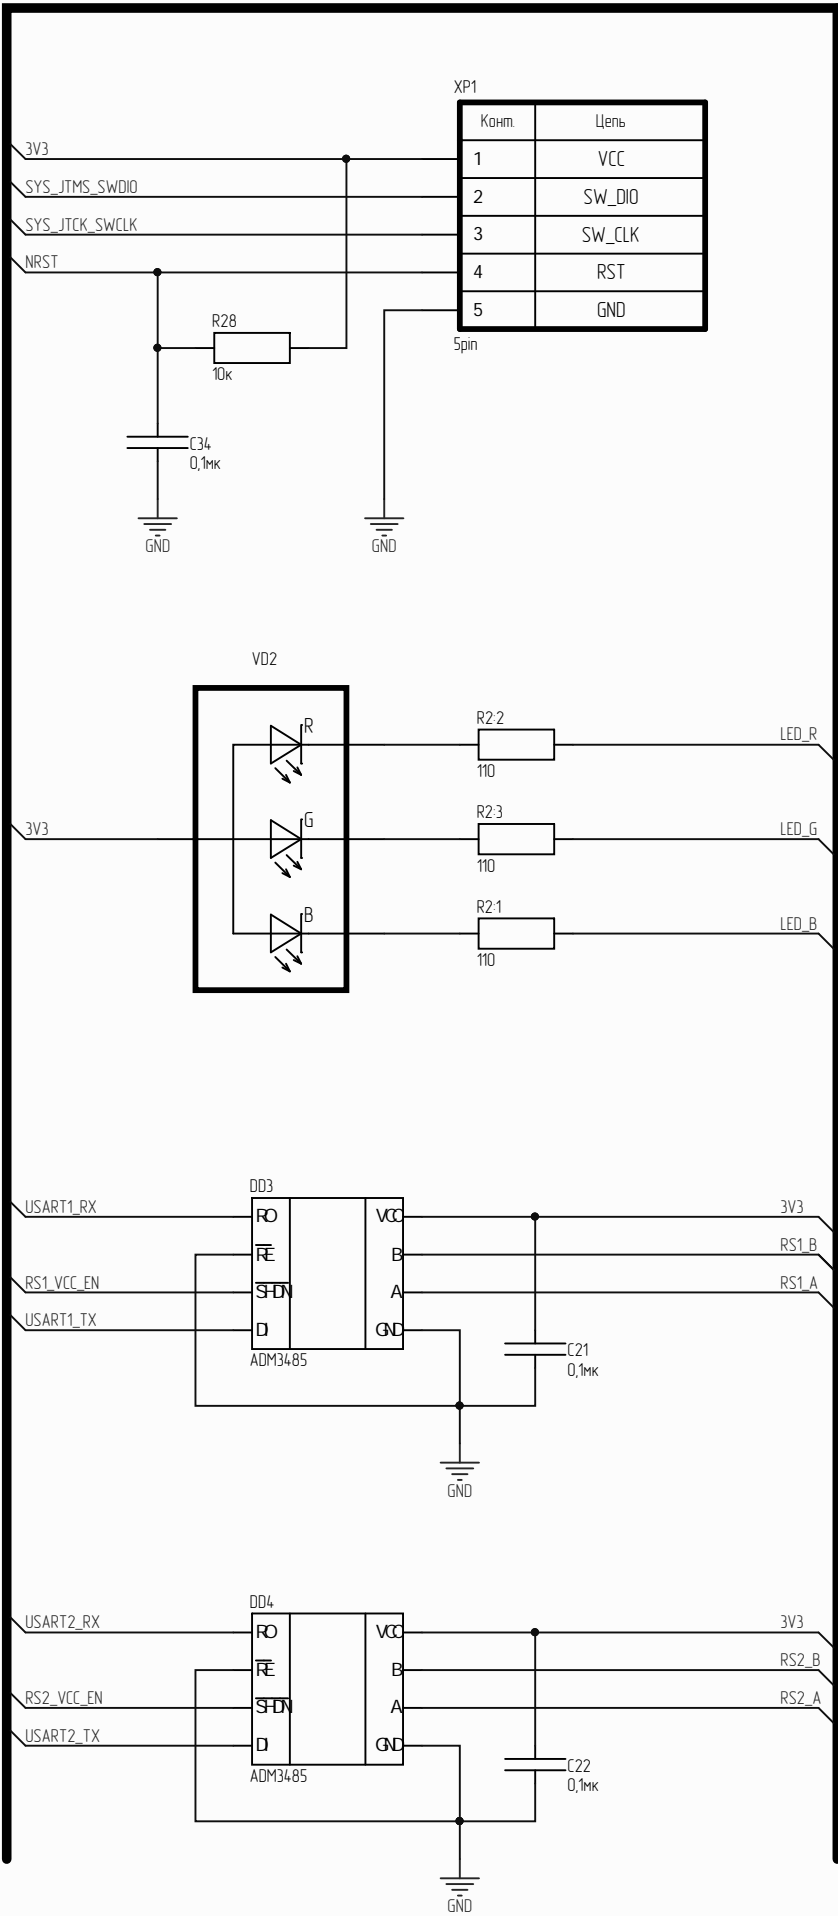 XP1
Конт. Цепь
3V3 1 VCC
SYS_JTMS_SWDIO 2 SW_DIO
SYS_JTCK_SWCLK 3 SW_CLK
NRST 4 RST
5 GND
R28
5pin
10к
C34
0,1мк
GND GND
VD2
R R2:2 LED_R
110
3V3 G R2:3 LED_G
110
B R2:1 LED_B
110
DD3
USART1_RX RO VCC 3V3
RE B RS1_B
RS1_VCC_EN SHDN A RS1_A
USART1_TX DI GND
ADM3485
C21
0,1мк
GND
DD4
USART2_RX RO VCC 3V3
RE B RS2_B
RS2_VCC_EN SHDN A RS2_A
USART2_TX DI GND
ADM3485
C22
0,1мк
GND